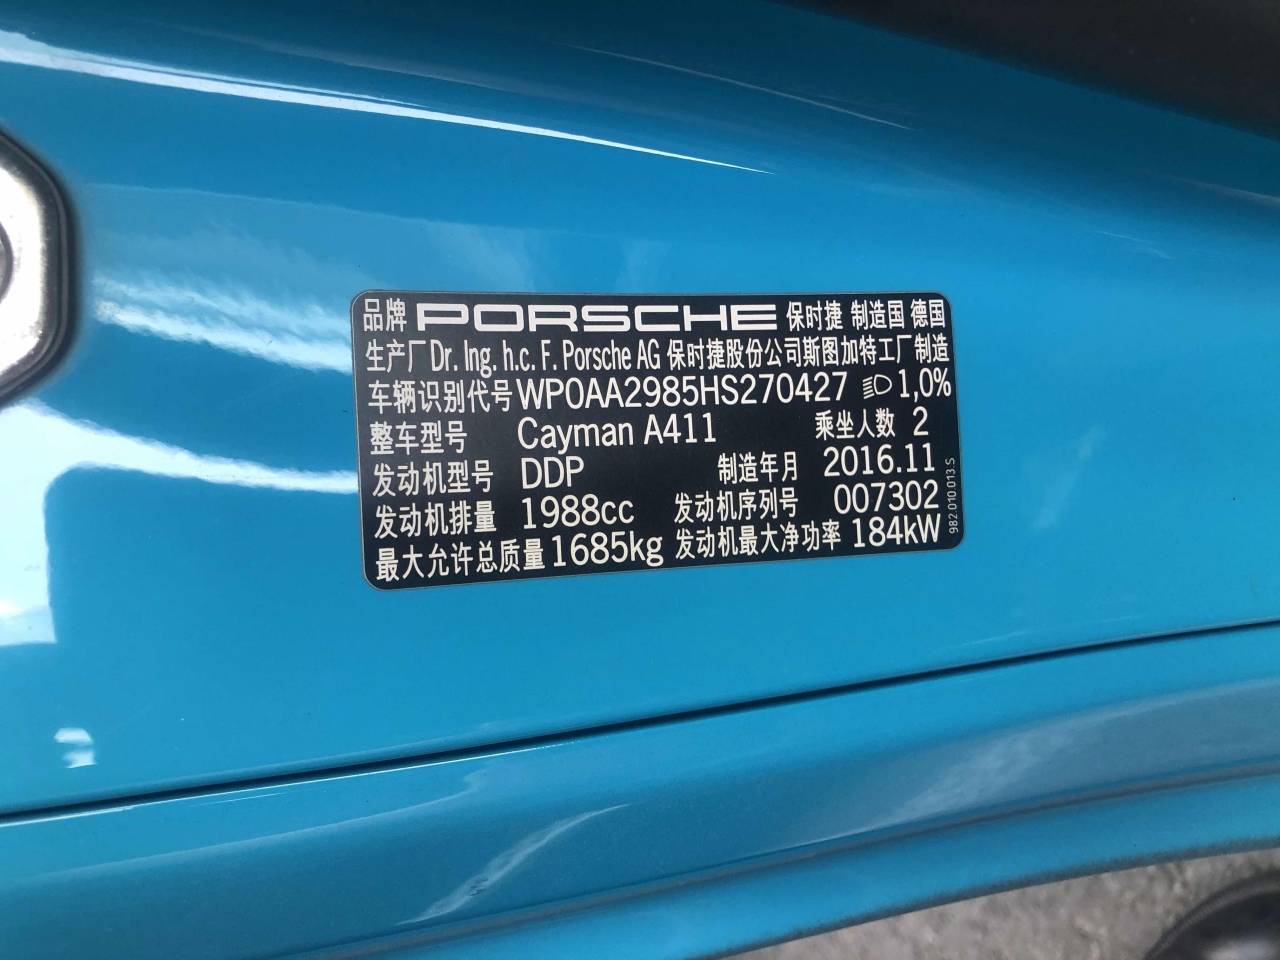 品牌 PORSCHE 保时捷 制造国 德国
生产厂 Dr. Ing. h.c. F. Porsche AG 保时捷股份公司斯图加特工厂制造
车辆识别代号 WP0AA2985HS270427 1,0%
整车型号 Cayman A411 乘坐人数 2
发动机型号 DDP 制造年月 2016.11
发动机排量 1988cc 发动机序列号 007302
最大允许总质量 1685kg 发动机最大净功率 184kW
982.010.013.S